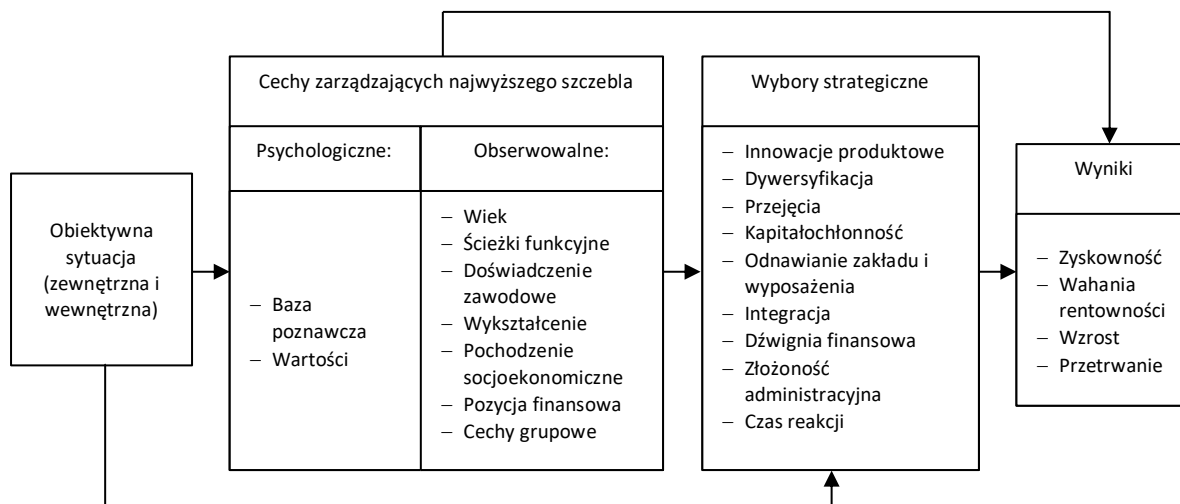 Obiektywna
sytuacja
(zewnętrzna i
wewnętrzna)
Cechy zarządzających najwyższego szczebla
Psychologiczne:
– Baza
poznawcza
– Wartości
Obserwowalne:
– Wiek
– Ścieżki funkcyjne
– Doświadczenie
zawodowe
– Wykształcenie
– Pochodzenie
socjoekonomiczne
– Pozycja finansowa
– Cechy grupowe
Wybory strategiczne
– Innowacje produktowe
– Dywersyfikacja
– Przejęcia
– Kapitałochłonność
– Odnawianie zakładu i
wyposażenia
– Integracja
– Dźwignia finansowa
– Złożoność
administracyjna
– Czas reakcji
Wyniki
– Zyskowność
– Wahania
rentowności
– Wzrost
– Przetrwanie